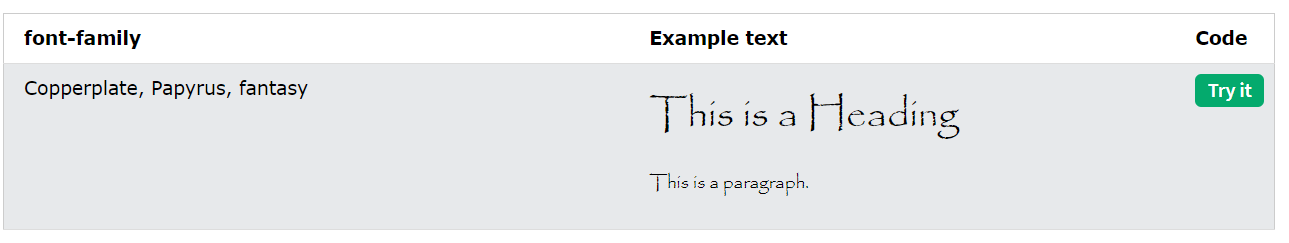 font-family Example text Code
Copperplate, Papyrus, fantasy Try it
This is a Heading
This is a paragraph.